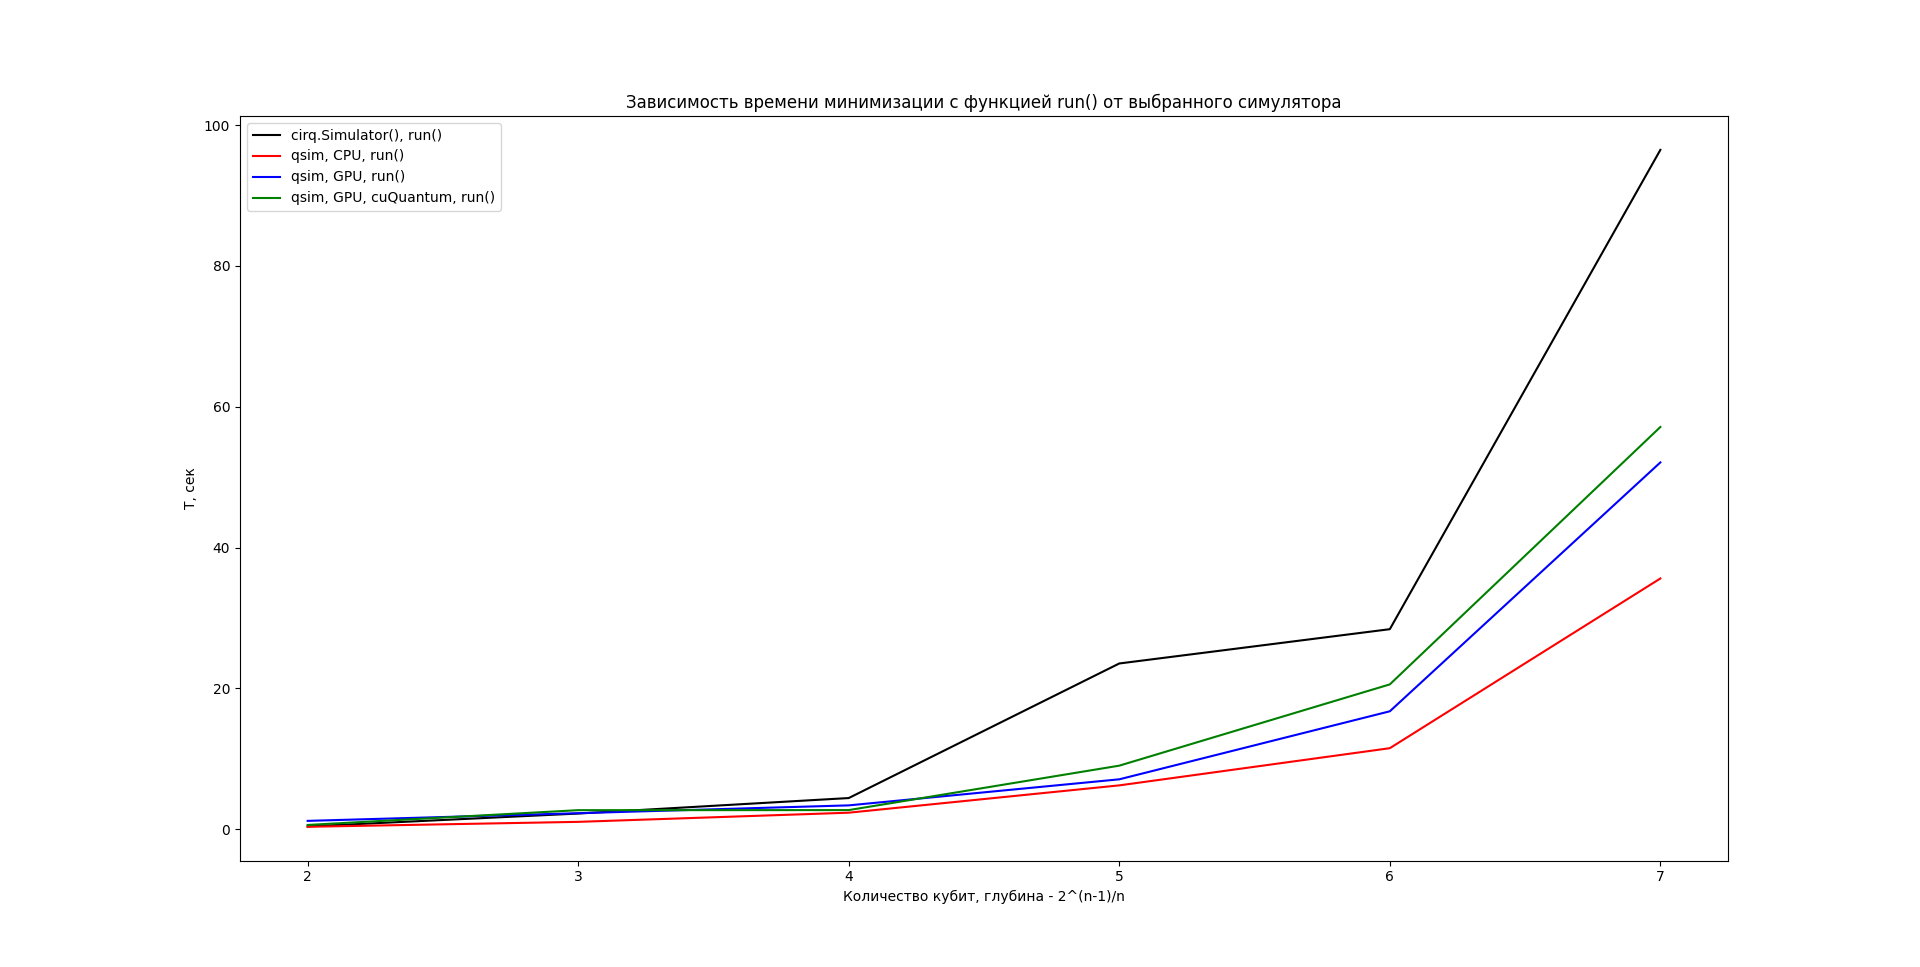 Зависимость времени минимизации с функцией run() от выбранного симулятора
cirq.Simulator(), run()
qsim, CPU, run()
qsim, GPU, run()
qsim, GPU, cuQuantum, run()
100
80
60
40
20
0
T, сек
2 3 4 5 6 7
Количество кубит, глубина - 2^(n-1)/n